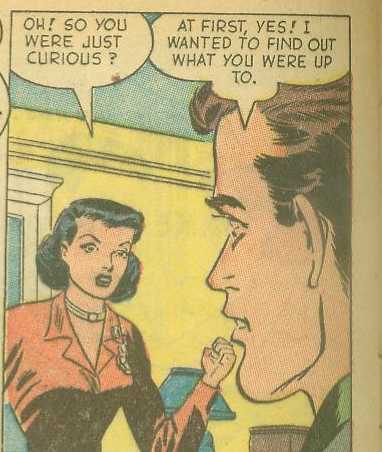 OH! SO YOU
WERE JUST
CURIOUS?
AT FIRST, YES! I
WANTED TO FIND OUT
WHAT YOU WERE UP
TO.